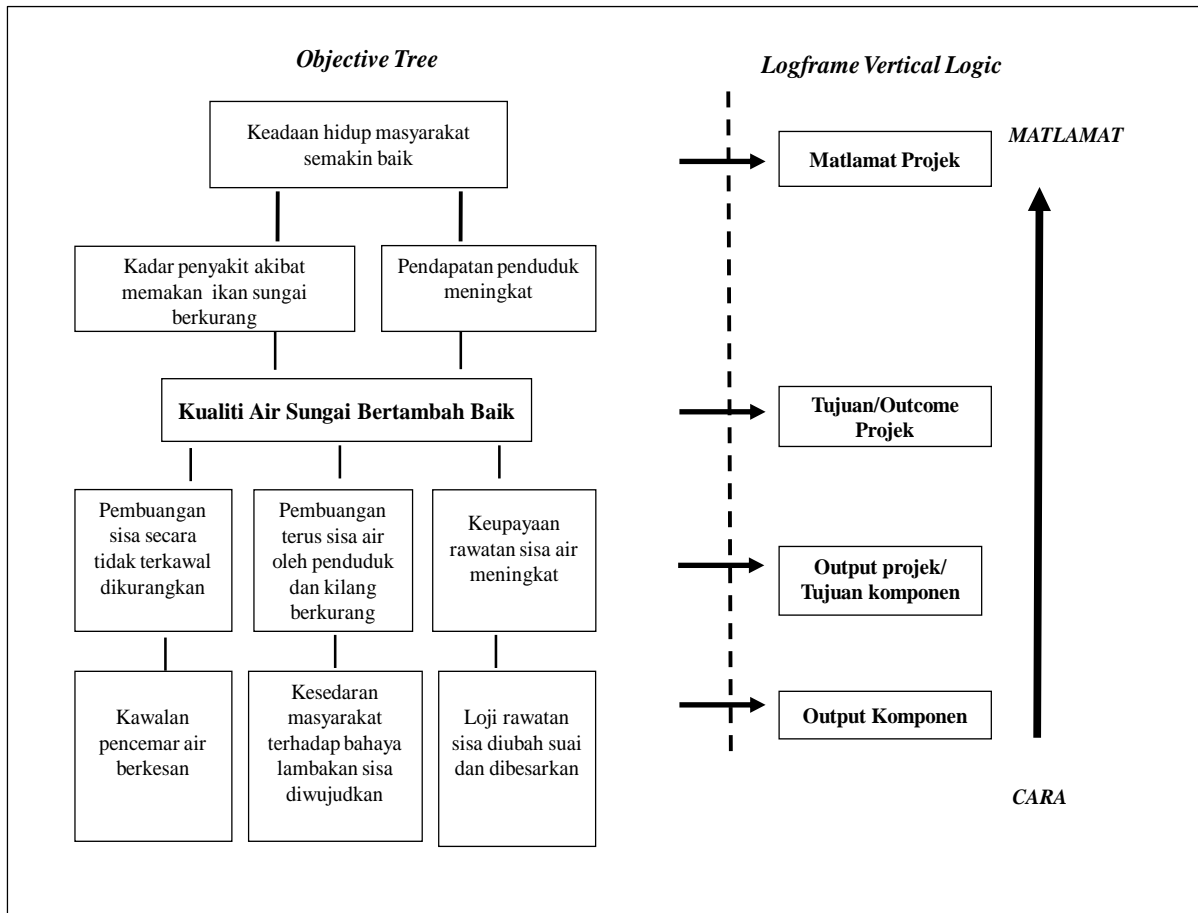 Objective Tree
Keadaan hidup masyarakat
semakin baik
Kadar penyakit akibat
memakan ikan sungai
berkurang
Pendapatan penduduk
meningkat
Kualiti Air Sungai Bertambah Baik
Pembuangan
sisa secara
tidak terkawal
dikurangkan
Pembuangan
terus sisa air
oleh penduduk
dan kilang
berkurang
Keupayaan
rawatan sisa air
meningkat
Kawalan
pencemar air
berkesan
Kesedaran
masyarakat
terhadap bahaya
lambakan sisa
diwujudkan
Loji rawatan
sisa diubah suai
dan dibesarkan
Logframe Vertical Logic
Matlamat Projek
Tujuan/Outcome
Projek
Output projek/
Tujuan komponen
Output Komponen
MATLAMAT
CARA